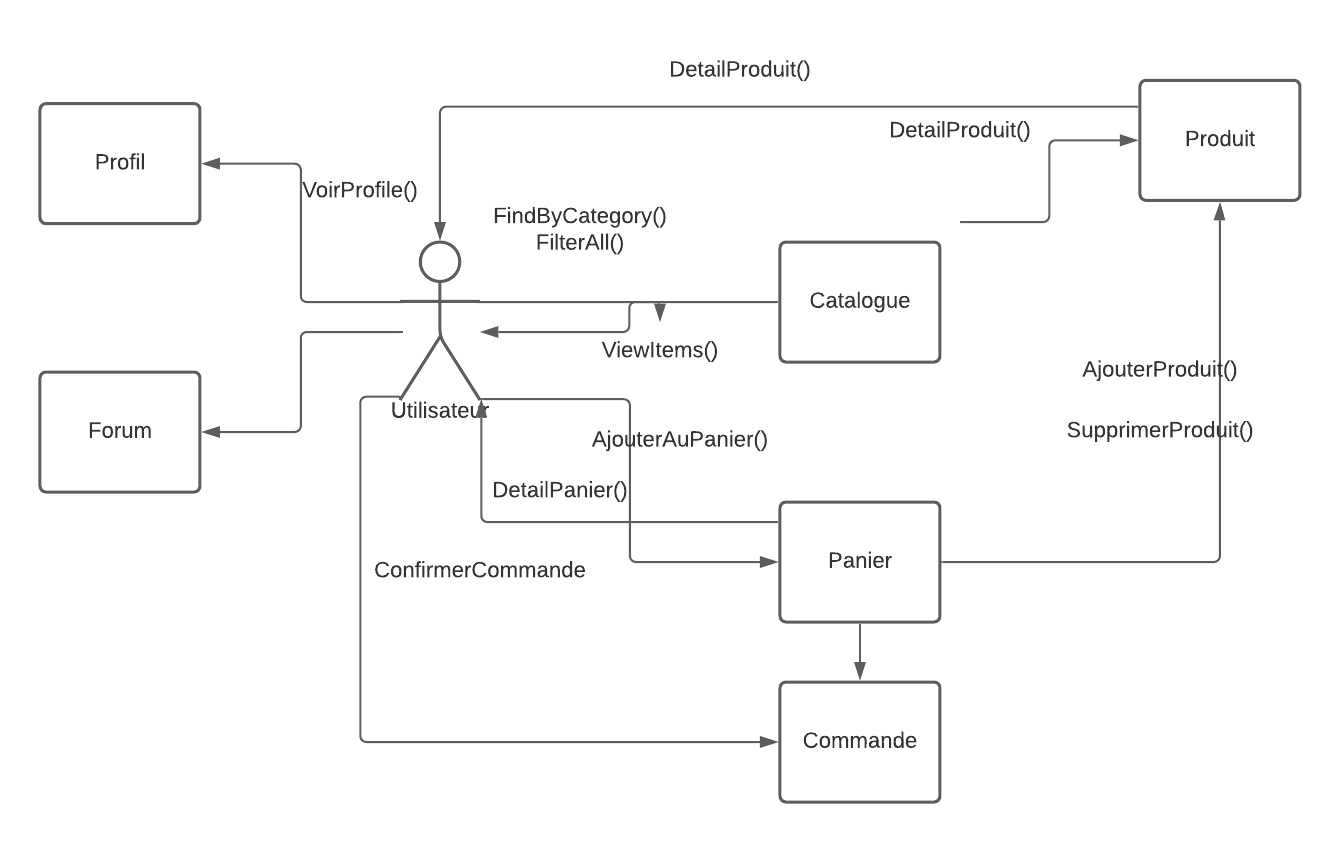 DetailProduit()
DetailProduit()
Produit
Profil
VoirProfile()
FindByCategory()
FilterAll()
Catalogue
ViewItems()
AjouterProduit()
Utilisateur
Forum
SupprimerProduit()
AjouterAuPanier()
DetailPanier()
Panier
ConfirmerCommande
Commande